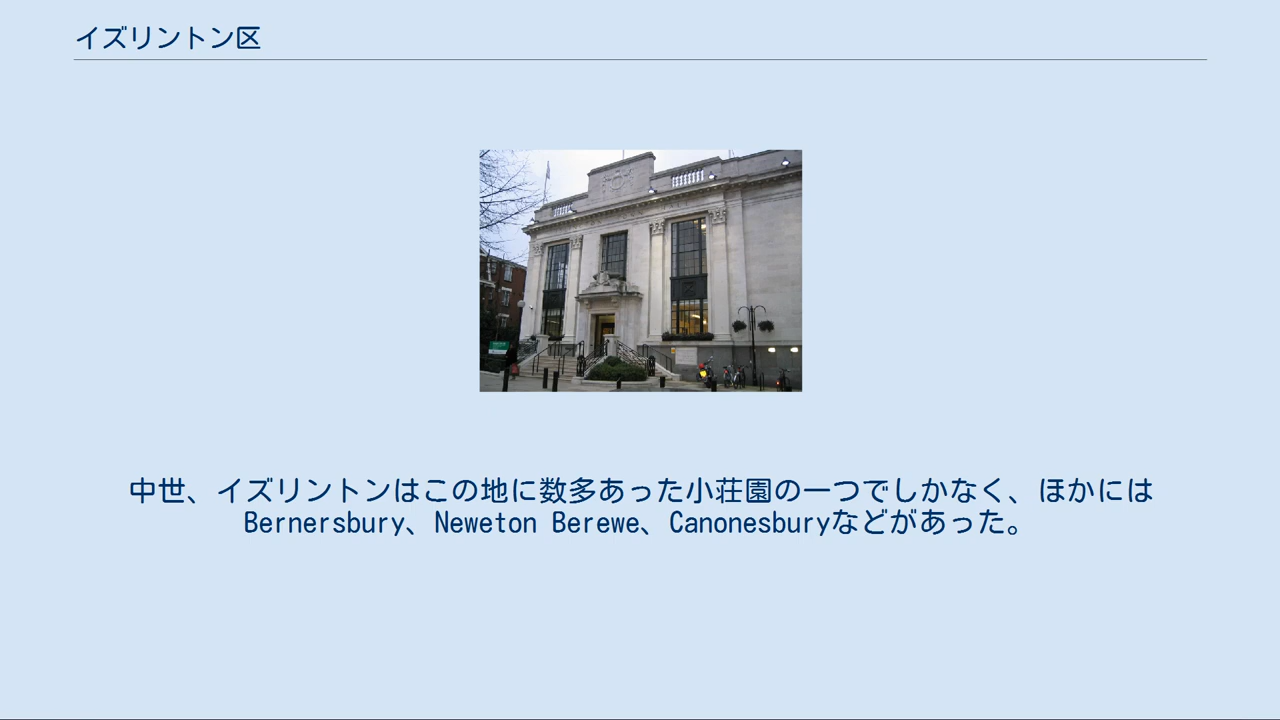 イズリントン区
中世、イズリントンはこの地に数多あった小荘園の一つでしかなく、ほかには
Bernersbury、Neweton Berewe、Canonesburyなどがあった。